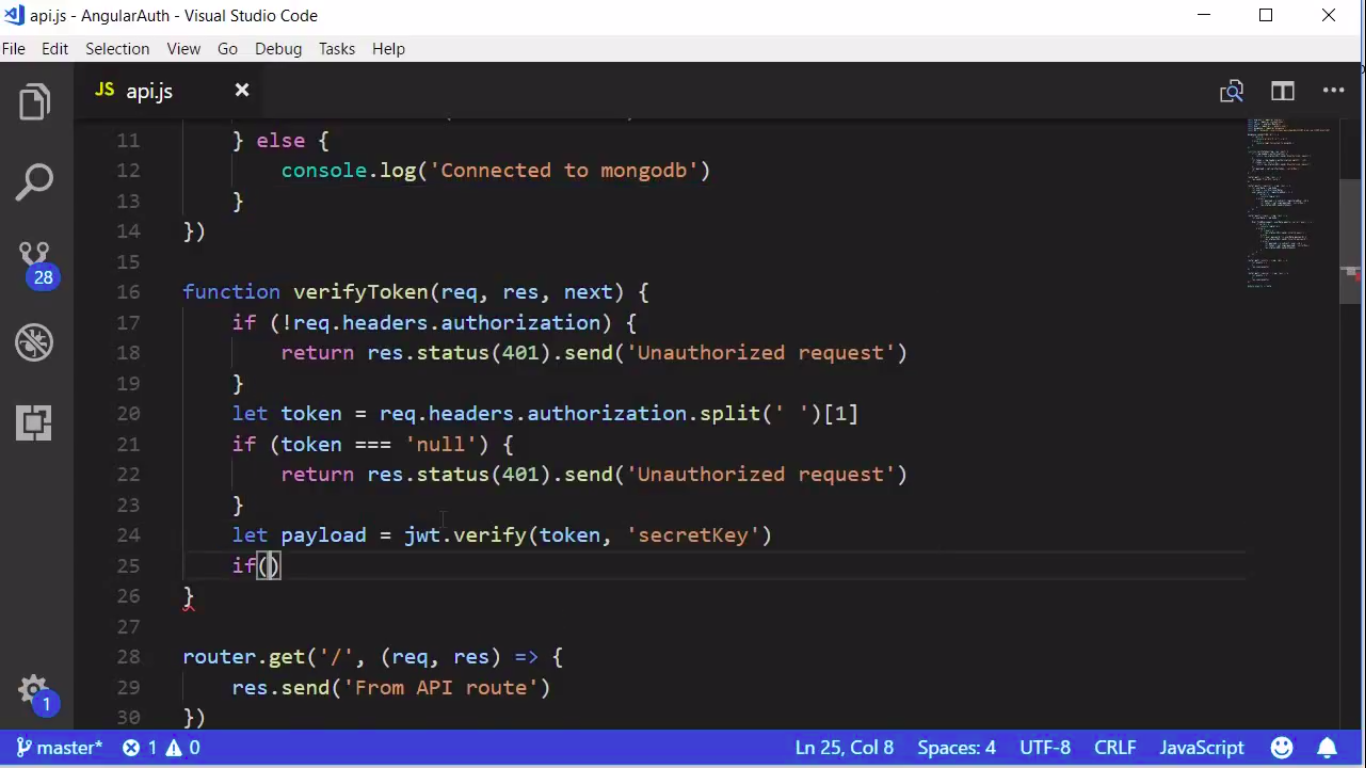 api.js - AngularAuth - Visual Studio Code
File Edit Selection View Go Debug Tasks Help
JS api.js
11 } else {
12 console.log('Connected to mongodb')
13 }
14 })
15
16 function verifyToken(req, res, next) {
17 if (!req.headers.authorization) {
18 return res.status(401).send('Unauthorized request')
19 }
20 let token = req.headers.authorization.split(' ')[1]
21 if (token === 'null') {
22 return res.status(401).send('Unauthorized request')
23 }
24 let payload = jwt.verify(token, 'secretKey')
25 if()
26 }
27
28 router.get('/', (req, res) => {
29 res.send('From API route')
30 })
28
1
master* 1 0 Ln 25, Col 8 Spaces: 4 UTF-8 CRLF JavaScript